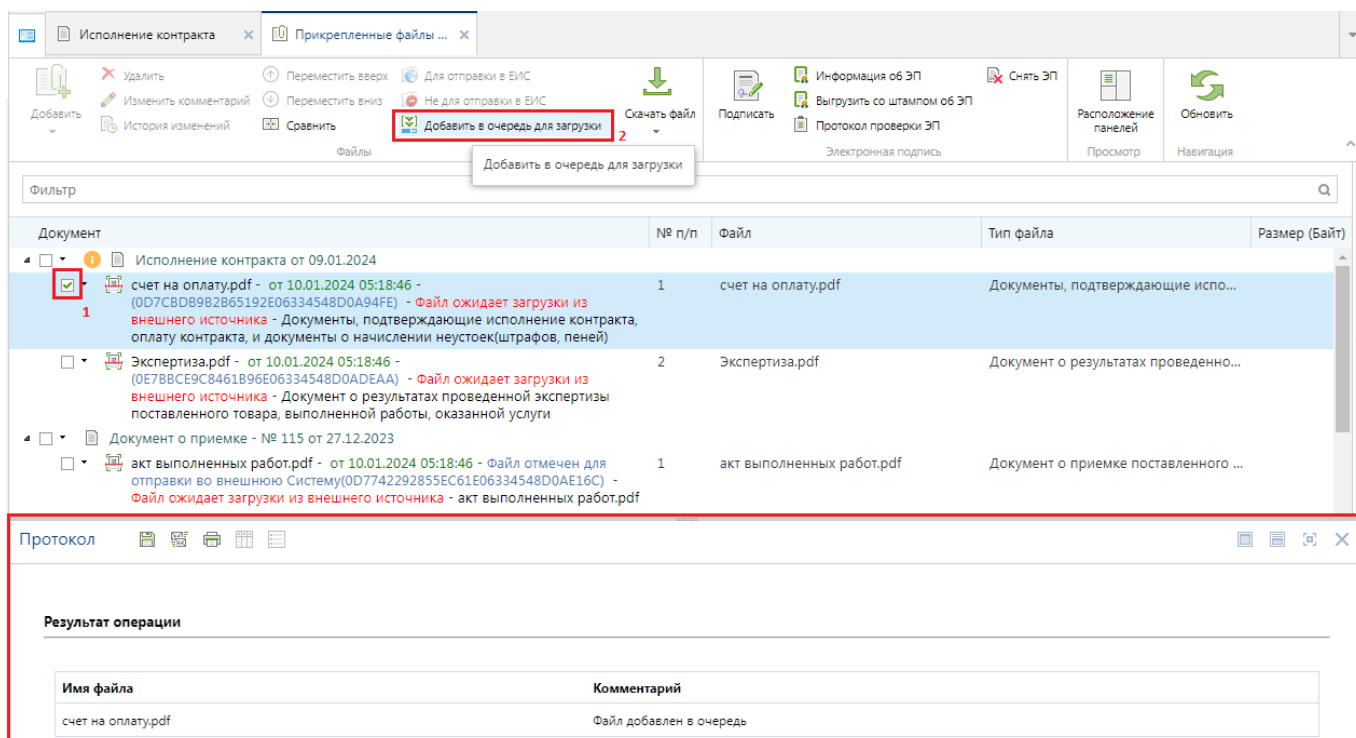 Исполнение контракта
Прикрепленные файлы ...
Добавить
Удалить
Изменить комментарий
История изменений
Переместить вверх
Переместить вниз
Сравнить
Для отправки в ЕИС
Не для отправки в ЕИС
Добавить в очередь для загрузки
2
Скачать файл
Файлы
Добавить в очередь для загрузки
Подписать
Информация об ЭП
Выгрузить со штампом об ЭП
Протокол проверки ЭП
Снять ЭП
Электронная подпись
Расположение
панелей
Просмотр
Обновить
Навигация
Фильтр
Документ № п/п Файл Тип файла Размер (Байт)
Исполнение контракта от 09.01.2024
1
счет на оплату.pdf - от 10.01.2024 05:18:46 - 1 счет на оплату.pdf Документы, подтверждающие испо...
(0D7CBDB9B2B65192E06334548D0A94FE) - Файл ожидает загрузки из
внешнего источника - Документы, подтверждающие исполнение контракта,
оплату контракта, и документы о начислении неустоек(штрафов, пеней)
Экспертиза.pdf - от 10.01.2024 05:18:46 - 2 Экспертиза.pdf Документ о результатах проведенно...
(0E7BBCE9C8461B96E06334548D0ADEAA) - Файл ожидает загрузки из
внешнего источника - Документ о результатах проведенной экспертизы
поставленного товара, выполненной работы, оказанной услуги
Документ о приемке - № 115 от 27.12.2023
акт выполненных работ.pdf - от 10.01.2024 05:18:46 - Файл отмечен для 1 акт выполненных работ.pdf Документ о приемке поставленного ...
отправки во внешнюю Систему(0D7742292855EC61E06334548D0AE16C) -
Файл ожидает загрузки из внешнего источника - акт выполненных работ.pdf
Протокол
Результат операции
Имя файла Комментарий
счет на оплату.pdf Файл добавлен в очередь